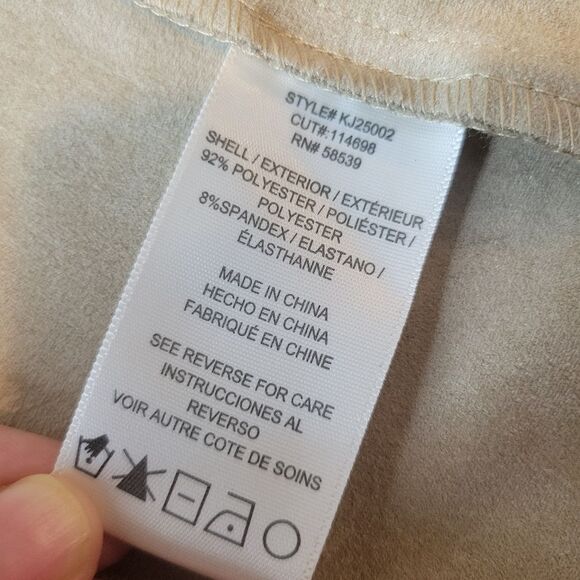 STYLE# KJ25002
CUT#:114698
RN# 58539
SHELL / EXTERIOR / EXTÉRIEUR
92% POLYESTER / POLIÉSTER /
POLYESTER
8%SPANDEX / ELASTANO /
ÉLASTHANNE
MADE IN CHINA
HECHO EN CHINA
FABRIQUÉ EN CHINE
SEE REVERSE FOR CARE
INSTRUCCIONES AL
REVERSO
VOIR AUTRE COTE DE SOINS